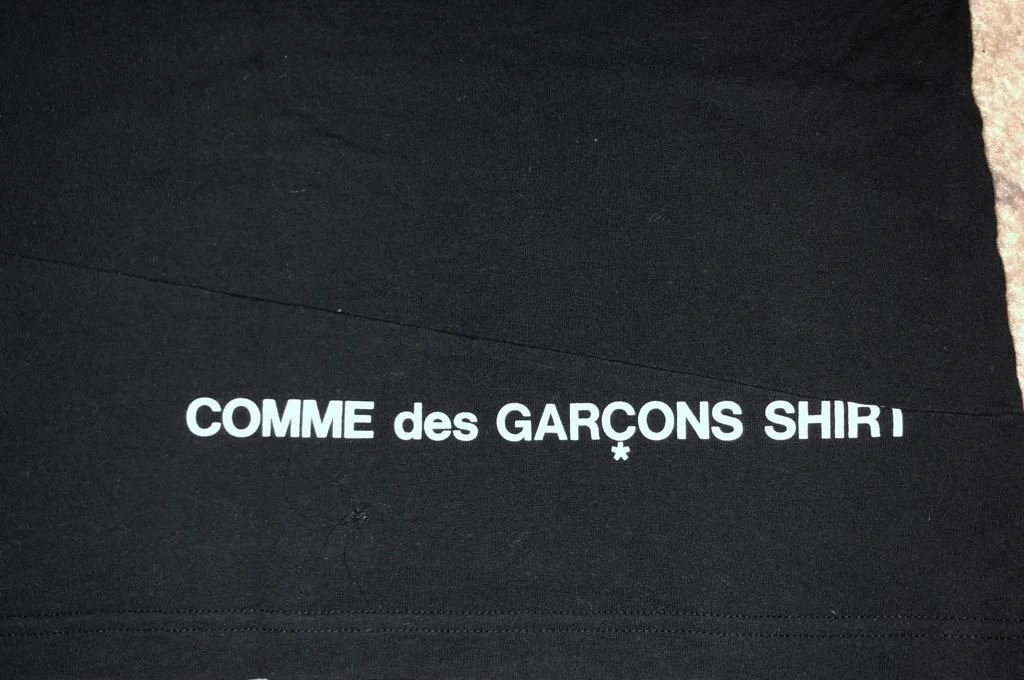 COMME des GARÇONS SHIRT
*